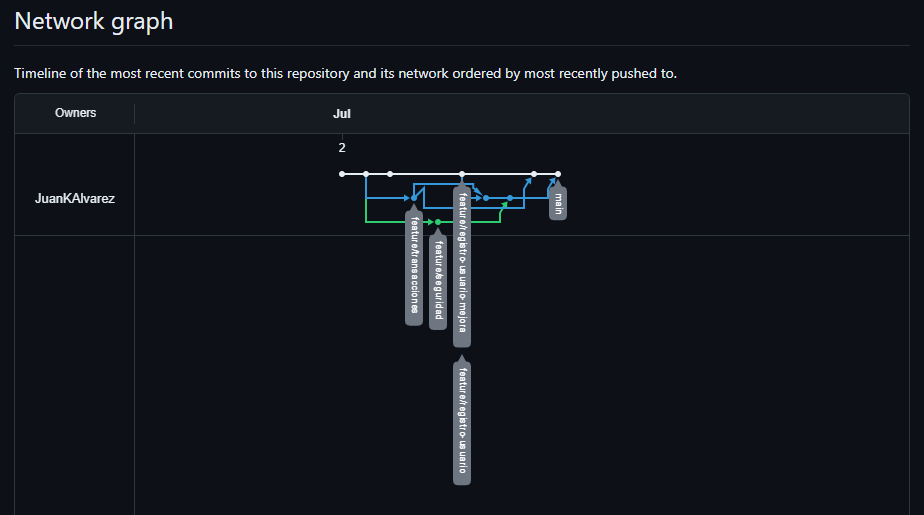 Network graph
Timeline of the most recent commits to this repository and its network ordered by most recently pushed to.
Owners
Jul
2
JuanKAlvarez
main
feature/transacciones
feature/seguridad
feature/registro-usuario-mejora
feature/registro-usuario